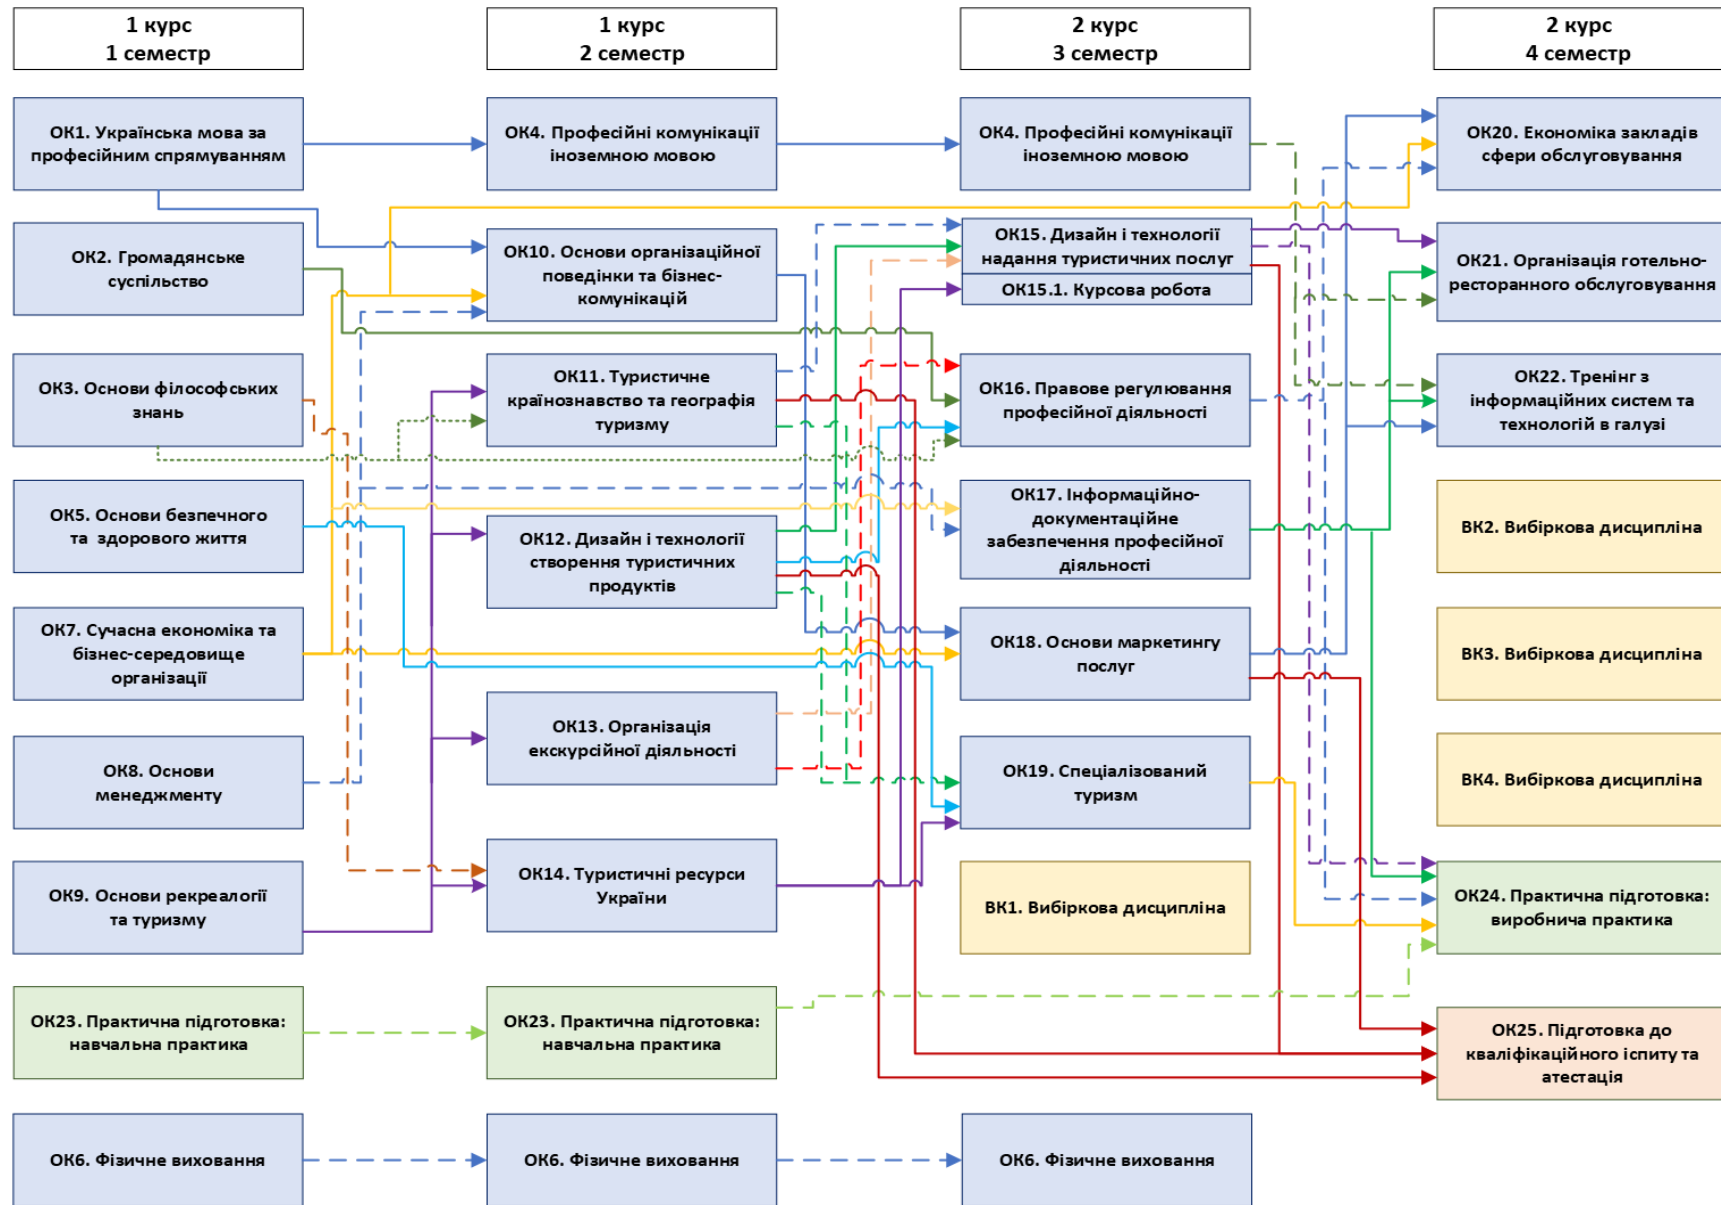 1 курс
1 семестр
1 курс
2 семестр
2 курс
3 семестр
2 курс
4 семестр
ОК1. Українська мова за
професійним спрямуванням
ОК2. Громадянське
суспільство
ОК3. Основи філософських
знань
ОК5. Основи безпечного
та здорового життя
ОК7. Сучасна економіка та
бізнес-середовище
організації
ОК8. Основи
менеджменту
ОК9. Основи рекреалогії
та туризму
ОК23. Практична підготовка:
навчальна практика
ОК6. Фізичне виховання
ОК4. Професійні комунікації
іноземною мовою
ОК10. Основи організаційної
поведінки та бізнес-
комунікацій
ОК11. Туристичне
країнознавство та географія
туризму
ОК12. Дизайн і технології
створення туристичних
продуктів
ОК13. Організація
екскурсійної діяльності
ОК14. Туристичні ресурси
України
ОК23. Практична підготовка:
навчальна практика
ОК6. Фізичне виховання
ОК4. Професійні комунікації
іноземною мовою
ОК15. Дизайн і технології
надання туристичних послуг
ОК15.1. Курсова робота
ОК16. Правове регулювання
професійної діяльності
ОК17. Інформаційно-
документаційне
забезпечення професійної
діяльності
ОК18. Основи маркетингу
послуг
ОК19. Спеціалізований
туризм
ВК1. Вибіркова дисципліна
ОК6. Фізичне виховання
ОК20. Економіка закладів
сфери обслуговування
ОК21. Організація готельно-
ресторанного обслуговування
ОК22. Тренінг з
інформаційних систем та
технологій в галузі
ВК2. Вибіркова дисципліна
ВК3. Вибіркова дисципліна
ВК4. Вибіркова дисципліна
ОК24. Практична підготовка:
виробнича практика
ОК25. Підготовка до
кваліфікаційного іспиту та
атестація